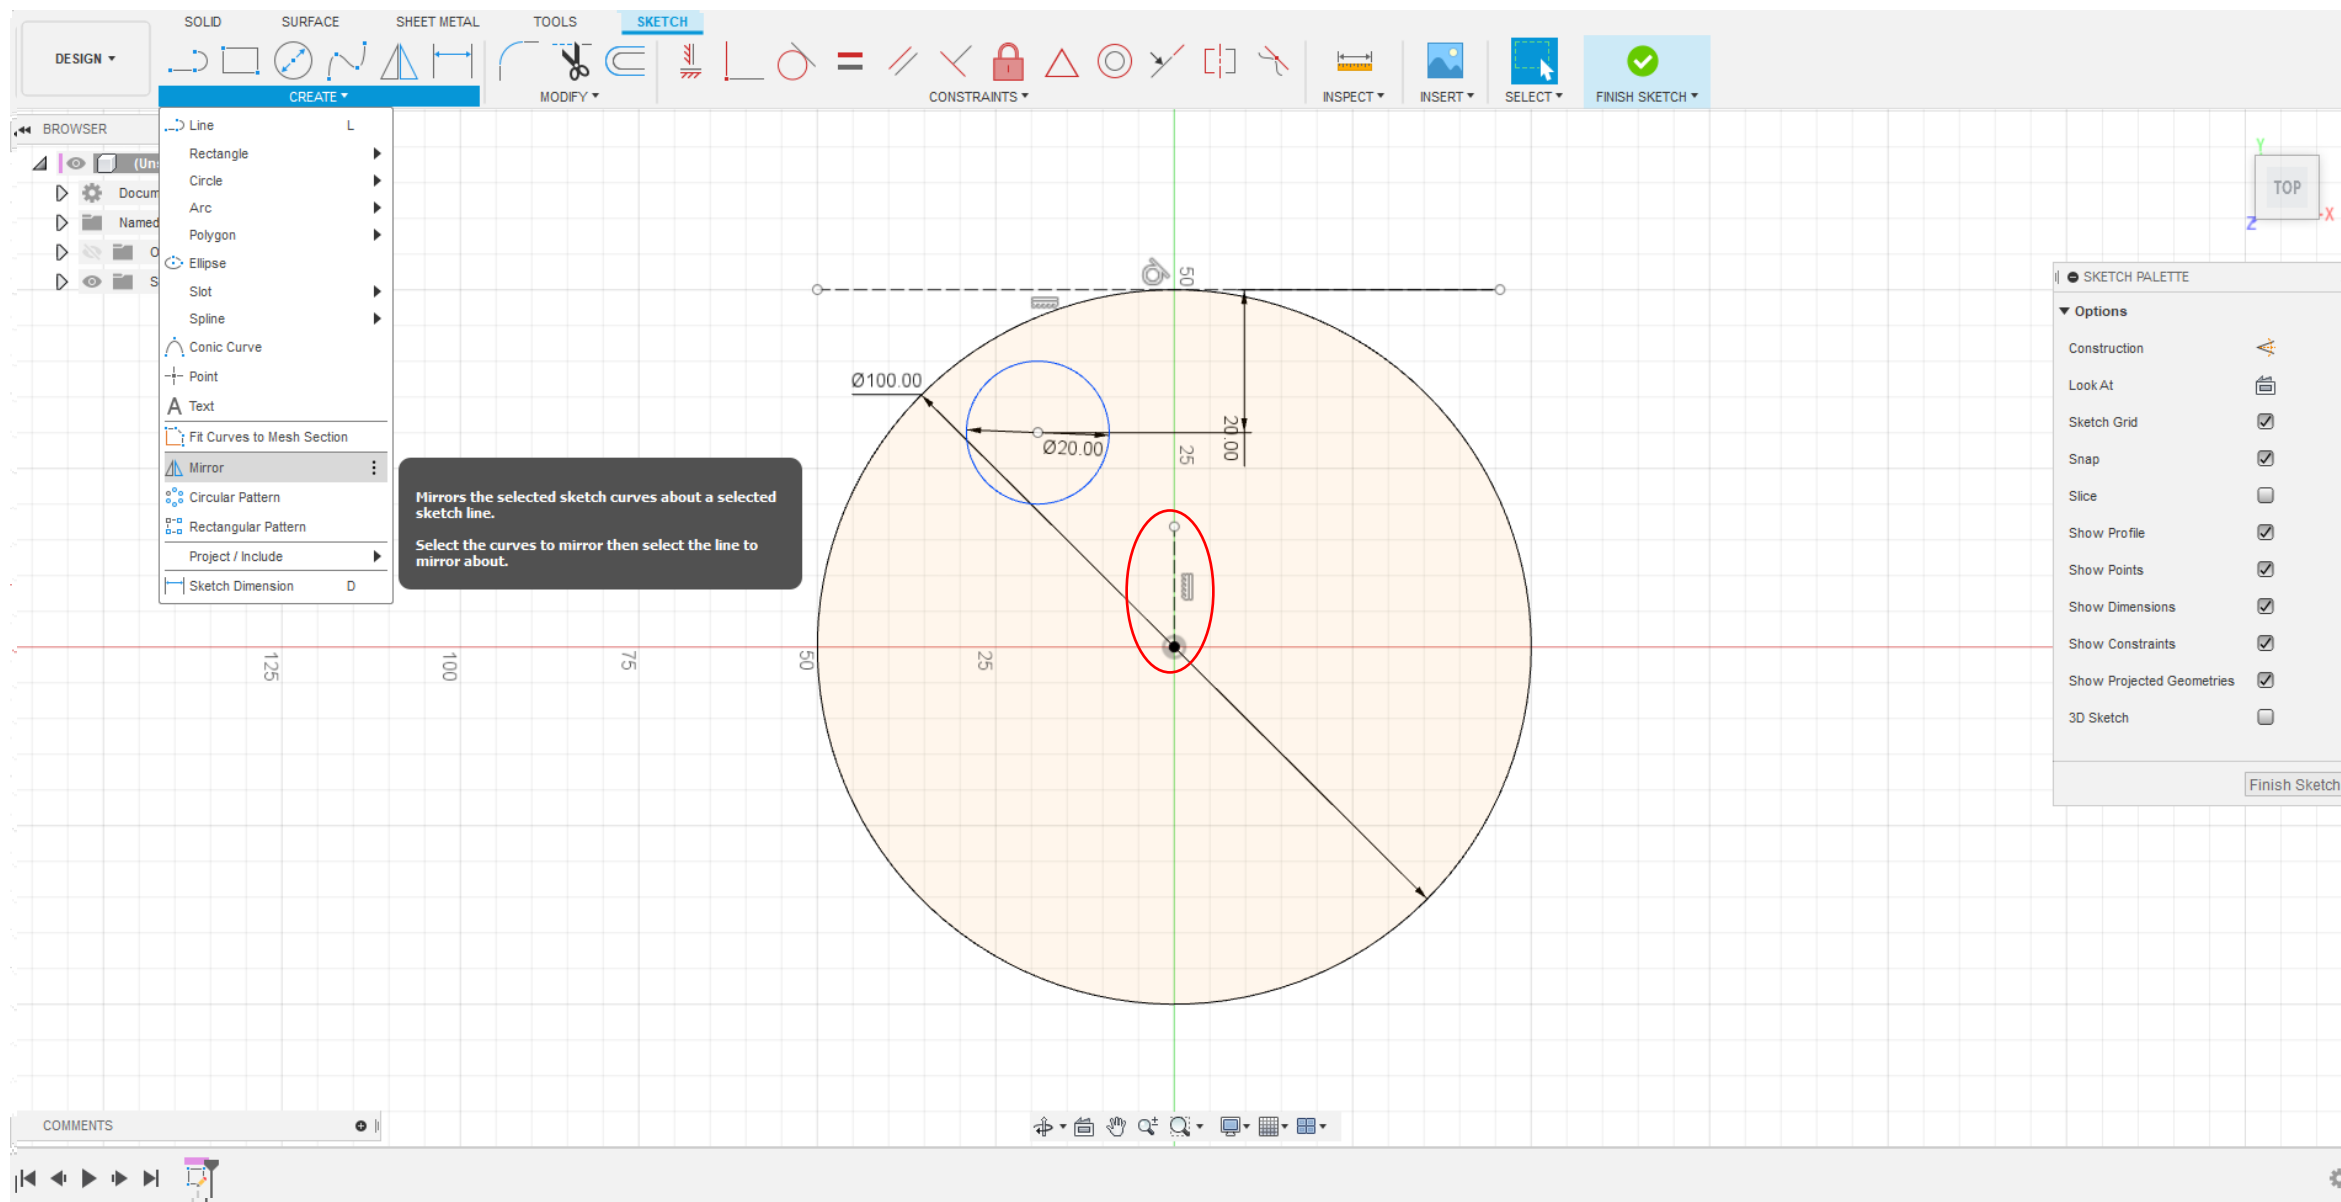 SOLID SURFACE SHEET METAL TOOLS SKETCH
DESIGN
CREATE MODIFY CONSTRAINTS INSPECT INSERT SELECT FINISH SKETCH
BROWSER
(Un
Docum
Named
O
S
Line L
Rectangle
Circle
Arc
Polygon
Ellipse
Slot
Spline
Conic Curve
Point
Text
Fit Curves to Mesh Section
Mirror
Circular Pattern
Rectangular Pattern
Project / Include
Sketch Dimension D
Mirrors the selected sketch curves about a selected
sketch line.
Select the curves to mirror then select the line to
mirror about.
50
Ø100.00
Ø20.00
25
20.00
125
100
75
50
25
Y
TOP
X
Z
SKETCH PALETTE
Options
Construction
Look At
Sketch Grid
Snap
Slice
Show Profile
Show Points
Show Dimensions
Show Constraints
Show Projected Geometries
3D Sketch
Finish Sketch
COMMENTS